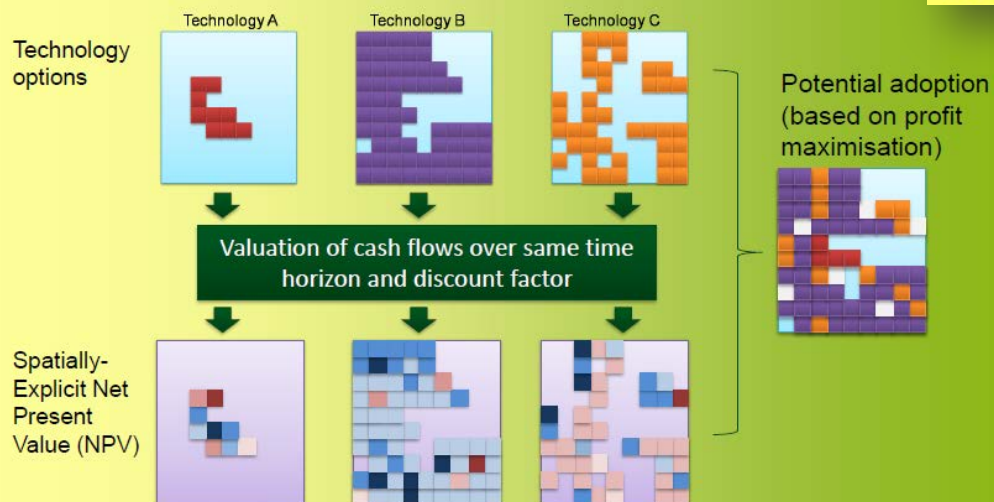 Technology A
Technology B
Technology C
Technology
options
Potential adoption
(based on profit
maximisation)
Valuation of cash flows over same time
horizon and discount factor
Spatially-
Explicit Net
Present
Value (NPV)